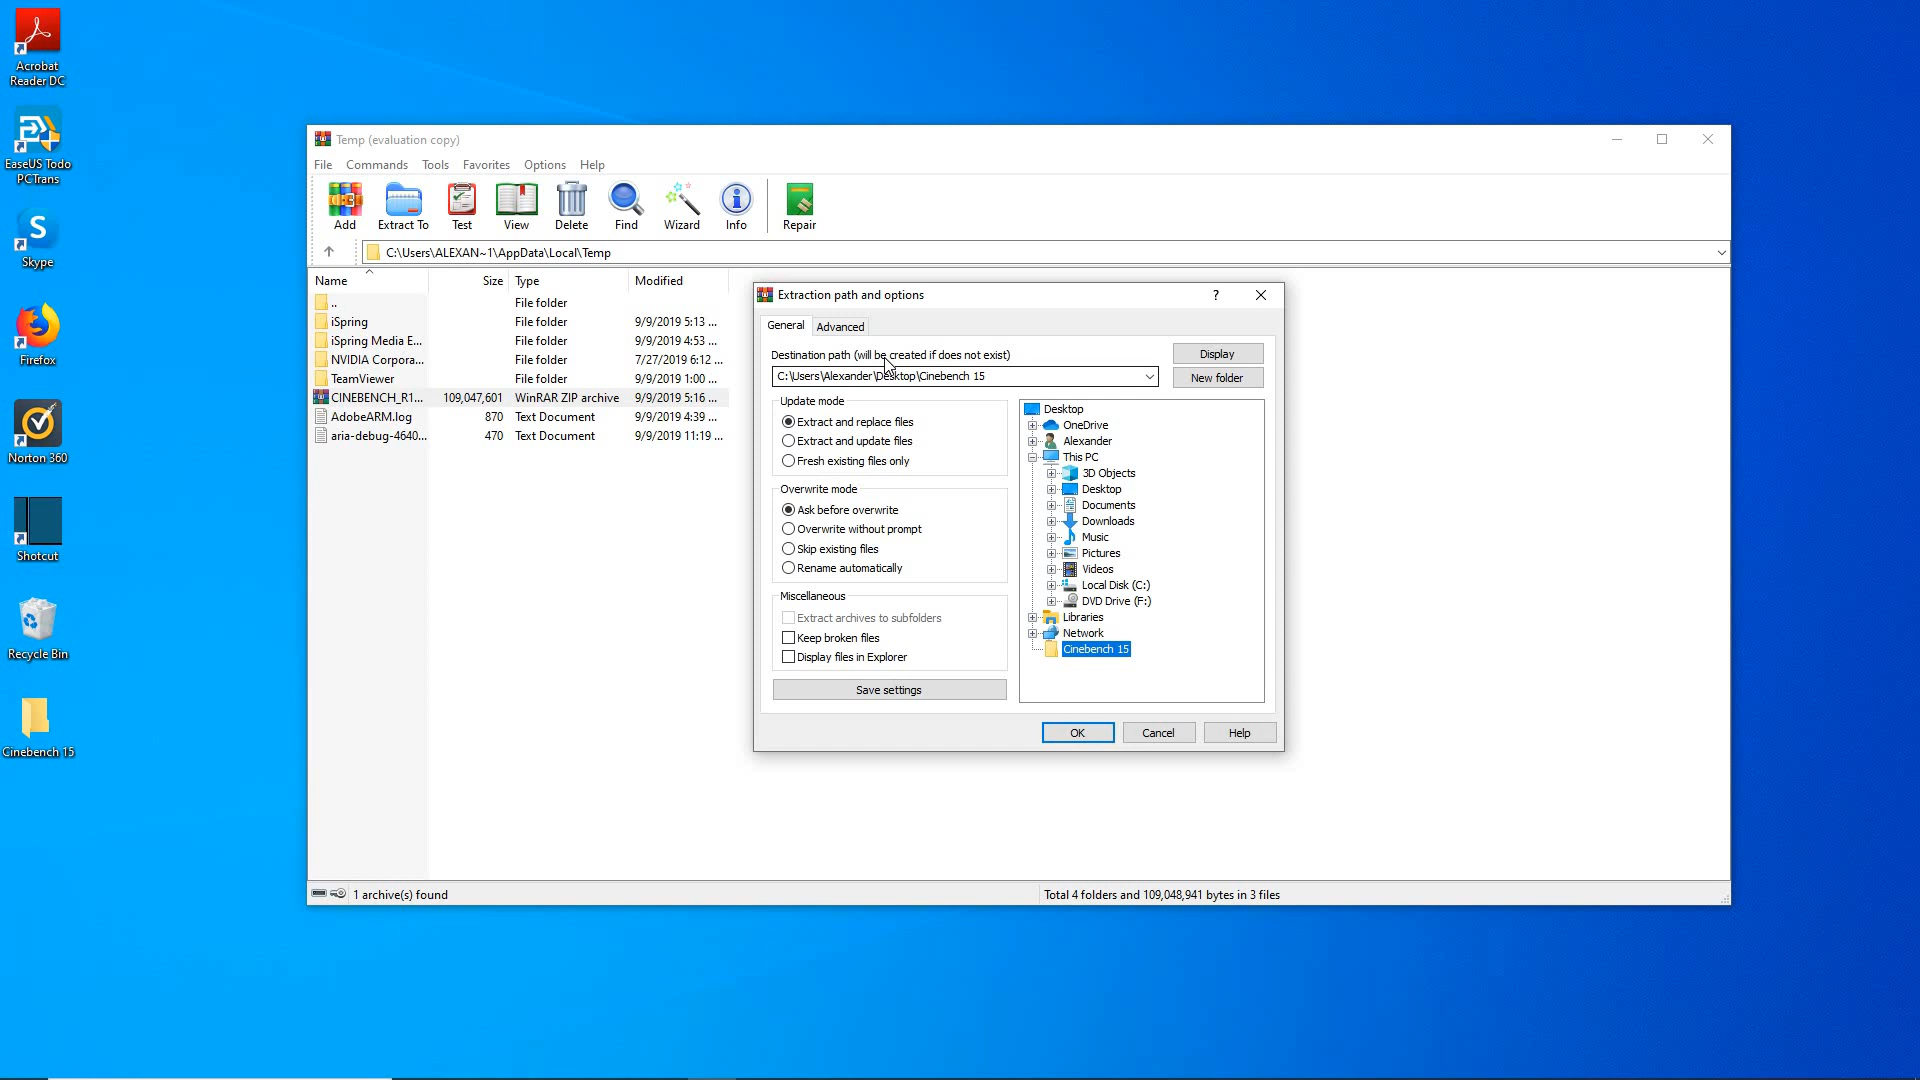 Acrobat
Reader DC
EaseUS Todo
PCTrans
Skype
Firefox
Norton 360
Shotcut
Recycle Bin
Cinebench 15
Temp (evaluation copy)
File Commands Tools Favorites Options Help
Add Extract To Test View Delete Find Wizard Info Repair
C:\Users\ALEXAN~1\AppData\Local\Temp
Name Size Type Modified
.. File folder
iSpring File folder 9/9/2019 5:13 ...
iSpring Media E... File folder 9/9/2019 4:53 ...
NVIDIA Corpora... File folder 7/27/2019 6:12 ...
TeamViewer File folder 9/9/2019 1:00 ...
CINEBENCH_R1... 109,047,601 WinRAR ZIP archive 9/9/2019 5:16 ...
AdobeARM.log 870 Text Document 9/9/2019 4:39 ...
aria-debug-4640... 470 Text Document 9/9/2019 11:19 ...
1 archive(s) found
Total 4 folders and 109,048,941 bytes in 3 files
Extraction path and options ?
General Advanced
Destination path (will be created if does not exist)
Display
C:\Users\Alexander\Desktop\Cinebench 15
New folder
Update mode
Extract and replace files
Extract and update files
Fresh existing files only
Overwrite mode
Ask before overwrite
Overwrite without prompt
Skip existing files
Rename automatically
Miscellaneous
Extract archives to subfolders
Keep broken files
Display files in Explorer
Save settings
Desktop
OneDrive
Alexander
This PC
3D Objects
Desktop
Documents
Downloads
Music
Pictures
Videos
Local Disk (C:)
DVD Drive (F:)
Libraries
Network
Cinebench 15
OK Cancel Help